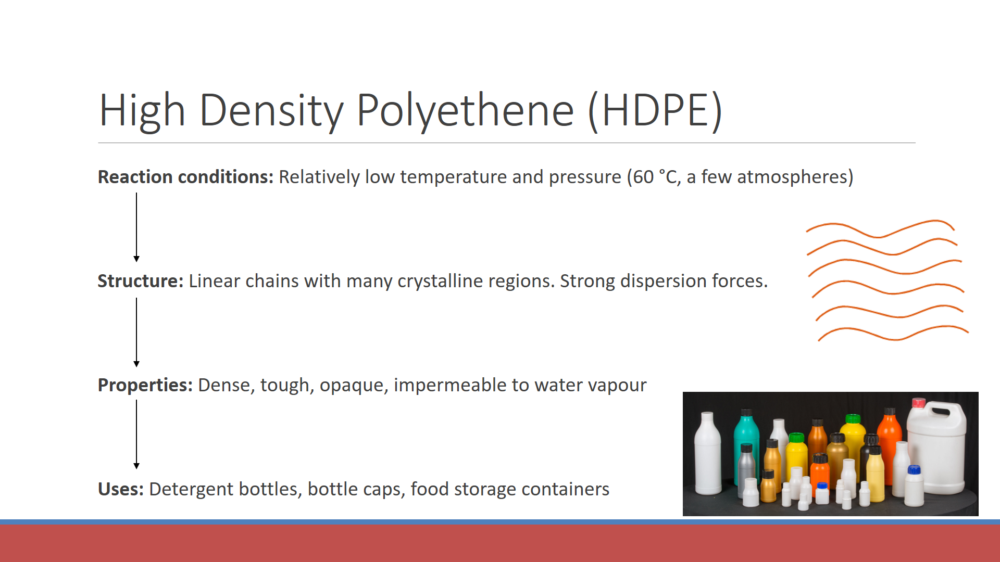 High Density Polyethene (HDPE)
Reaction conditions: Relatively low temperature and pressure (60 ˚C, a few atmospheres)
Structure: Linear chains with many crystalline regions. Strong dispersion forces.
Properties: Dense, tough, opaque, impermeable to water vapour
Uses: Detergent bottles, bottle caps, food storage containers